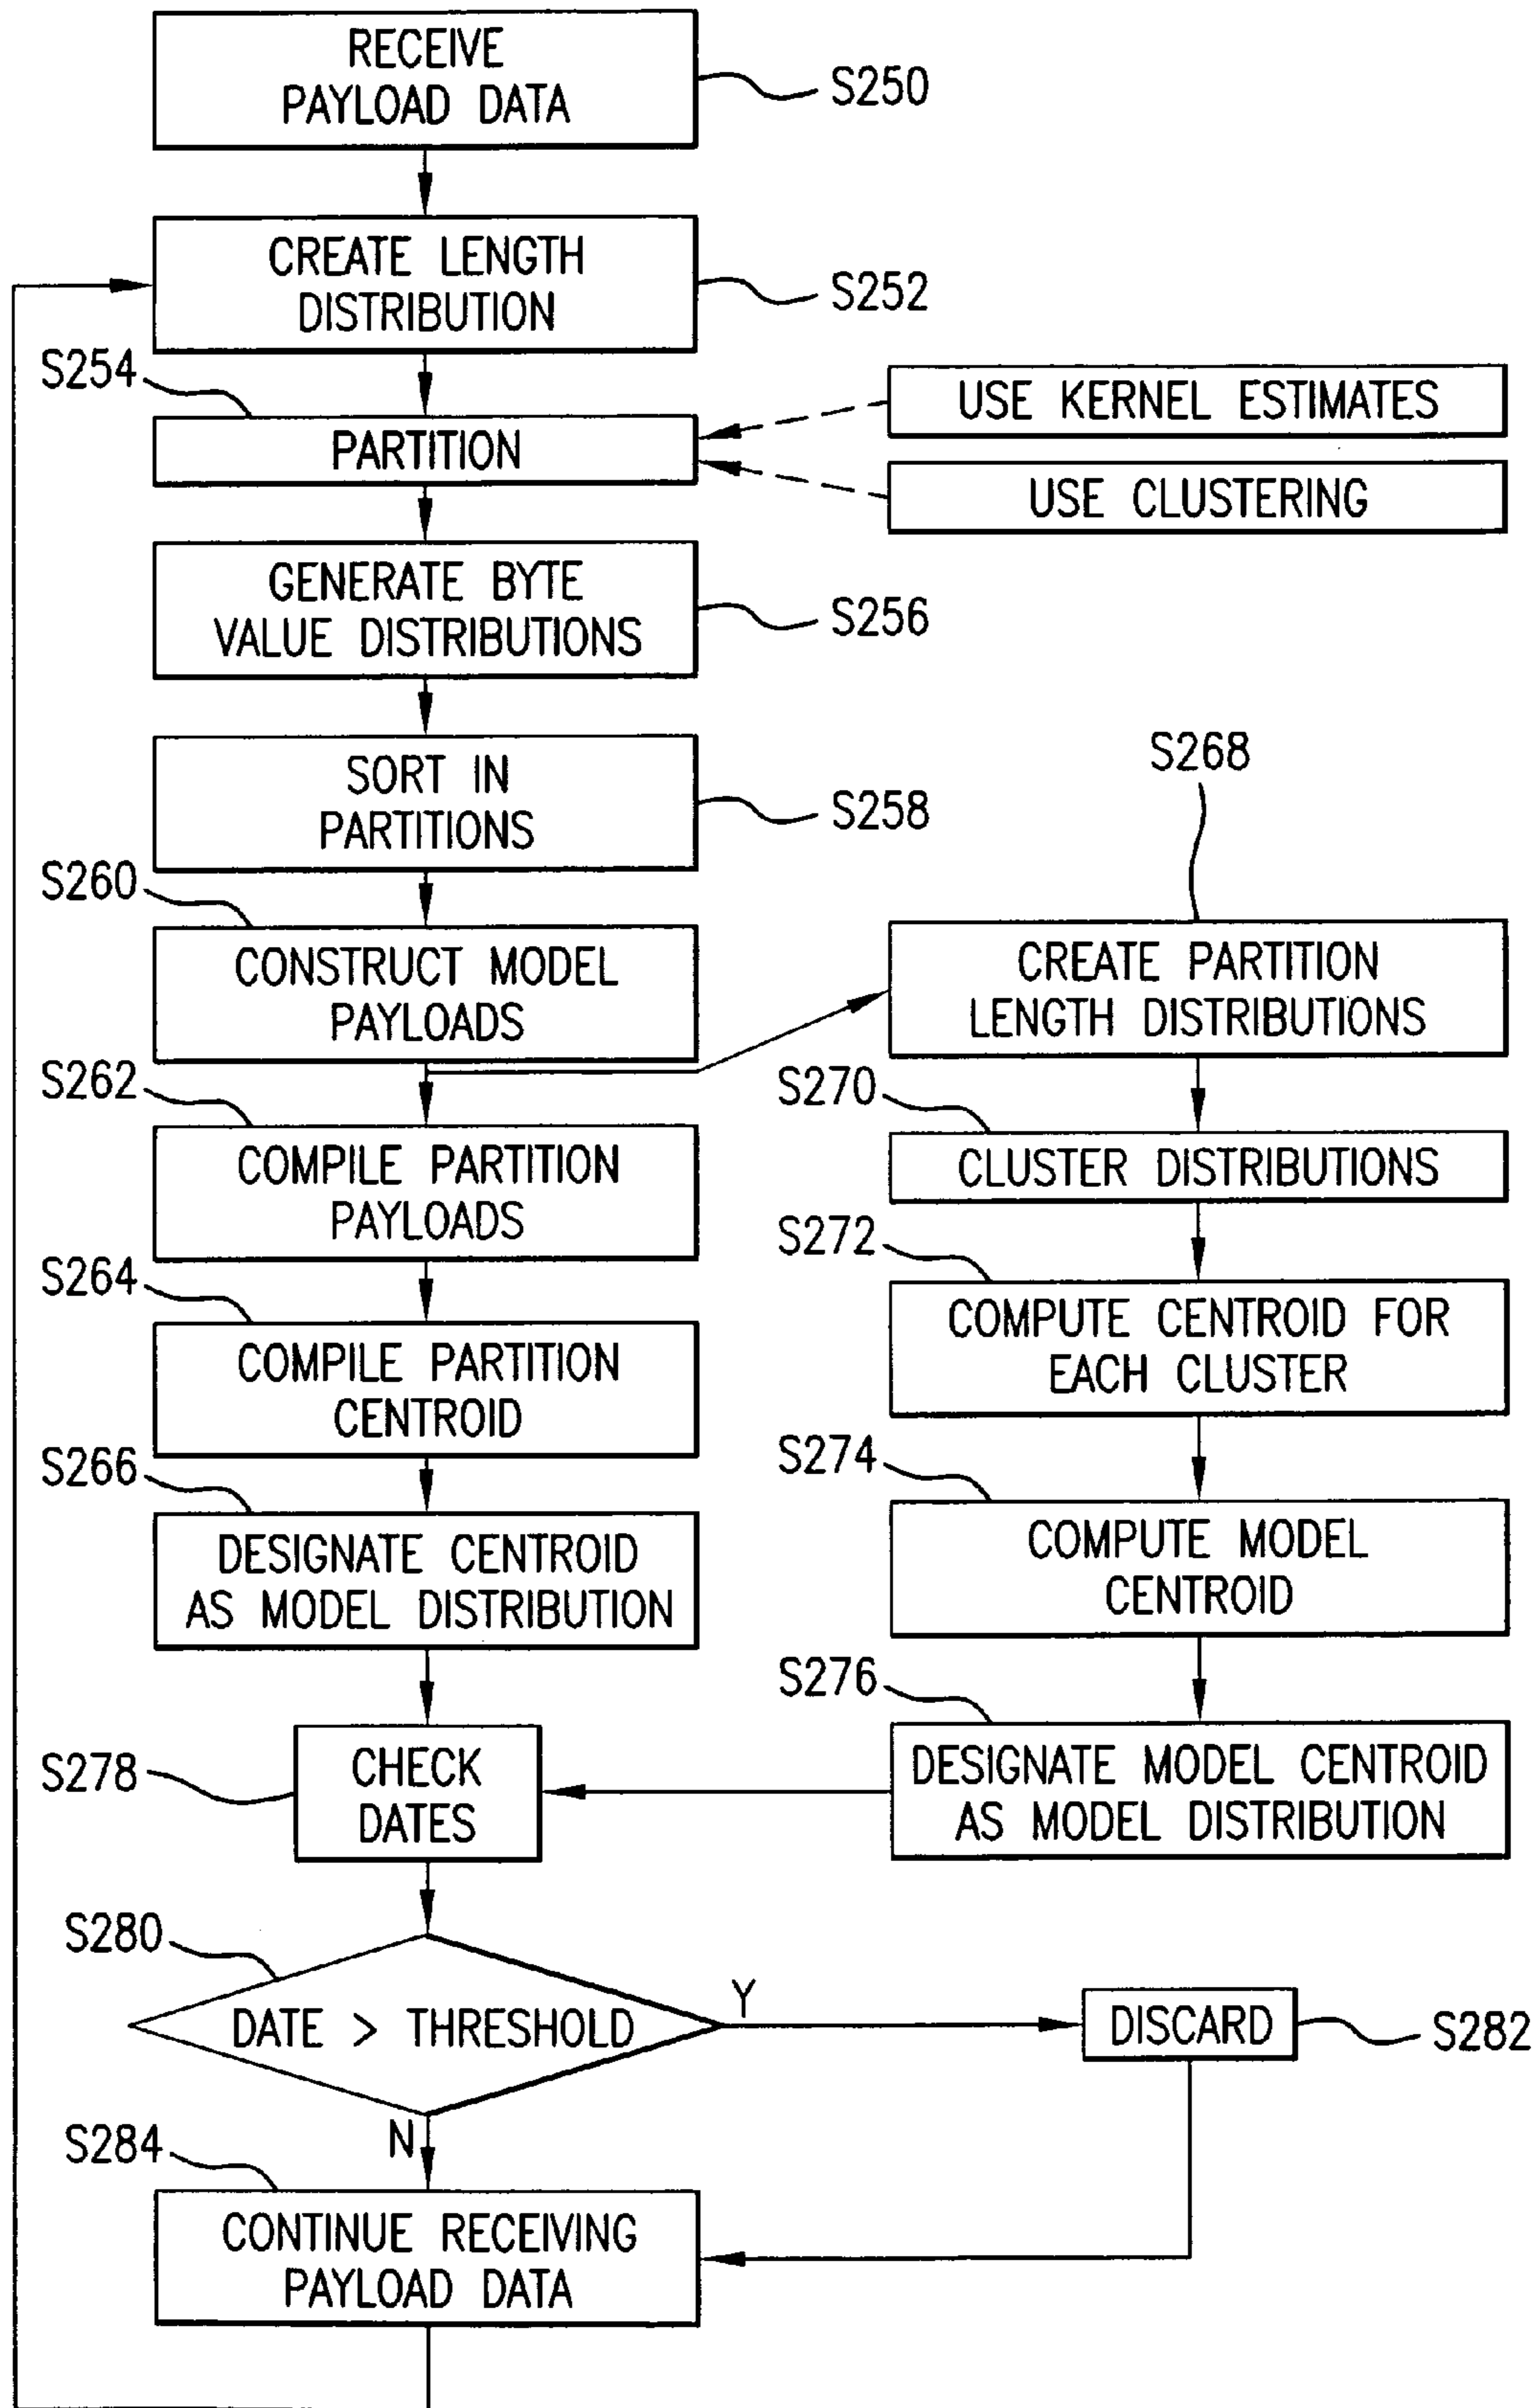 RECEIVE
PAYLOAD DATA
S250
CREATE LENGTH
DISTRIBUTION
S252
S254
PARTITION
USE KERNEL ESTIMATES
USE CLUSTERING
GENERATE BYTE
VALUE DISTRIBUTIONS
S256
SORT IN
PARTITIONS
S258
S260
CONSTRUCT MODEL
PAYLOADS
S268
CREATE PARTITION
LENGTH DISTRIBUTIONS
S262
COMPILE PARTITION
PAYLOADS
S270
CLUSTER DISTRIBUTIONS
S264
COMPILE PARTITION
CENTROID
S272
COMPUTE CENTROID FOR
EACH CLUSTER
S266
DESIGNATE CENTROID
AS MODEL DISTRIBUTION
S274
COMPUTE MODEL
CENTROID
S276
DESIGNATE MODEL CENTROID
AS MODEL DISTRIBUTION
S278
CHECK
DATES
S280
DATE > THRESHOLD
Y
DISCARD
S282
N
S284
CONTINUE RECEIVING
PAYLOAD DATA